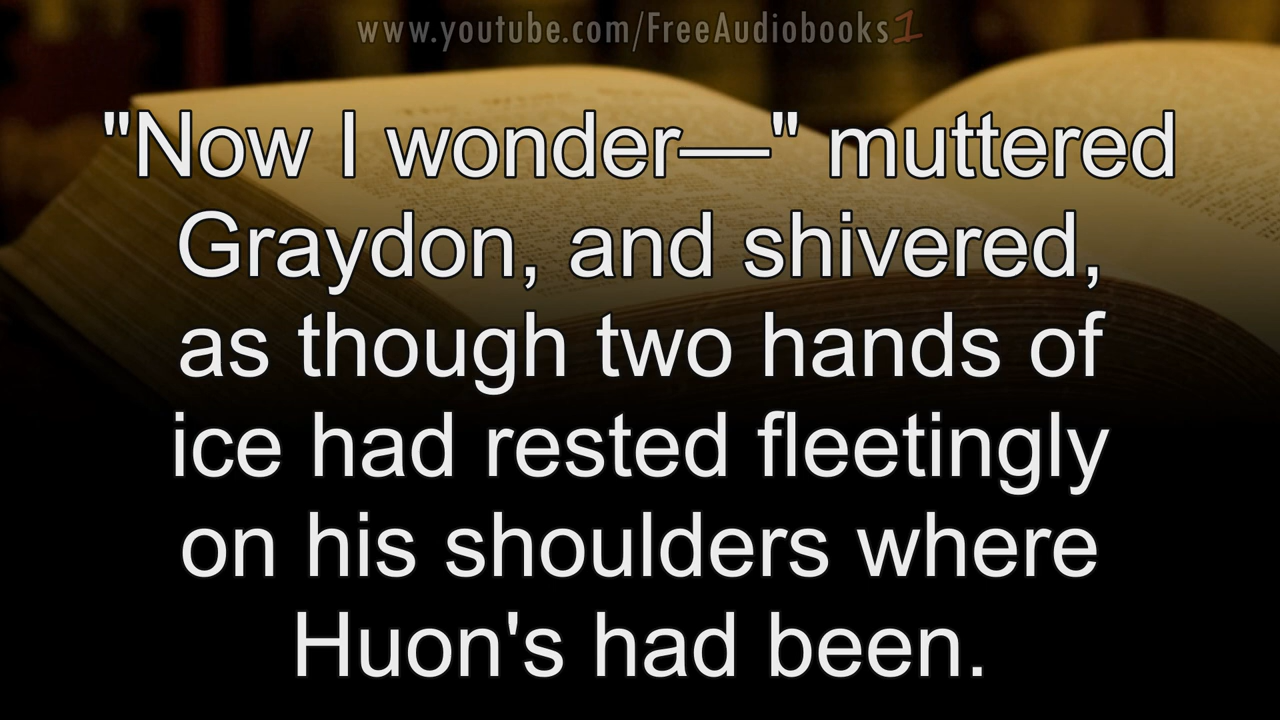 www.youtube.com/FreeAudiobooks1
"Now I wonder—" muttered
Graydon, and shivered,
as though two hands of
ice had rested fleetingly
on his shoulders where
Huon's had been.